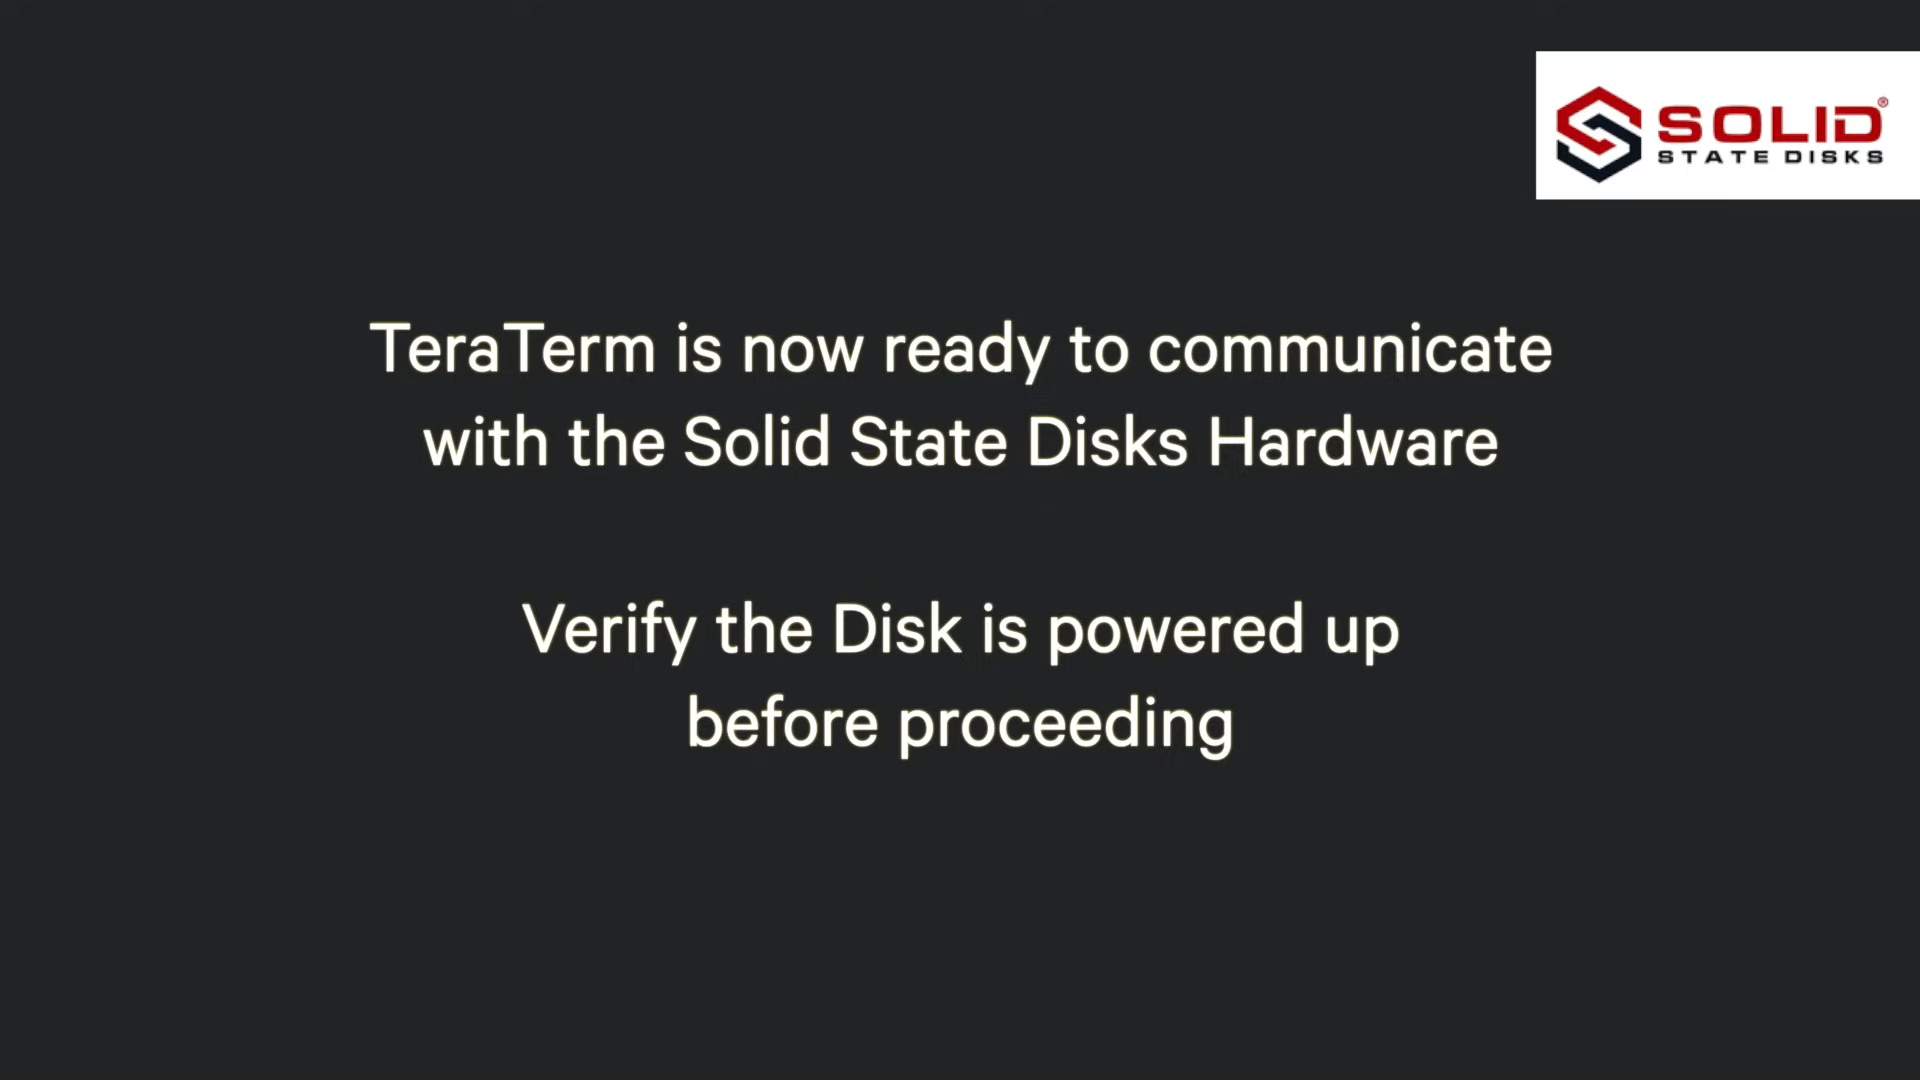 SOLID®
STATE DISKS
TeraTerm is now ready to communicate
with the Solid State Disks Hardware
Verify the Disk is powered up
before proceeding